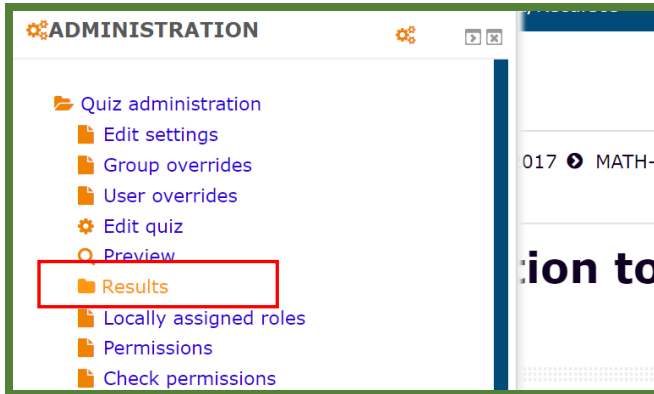 ADMINISTRATION
Quiz administration
Edit settings
Group overrides
User overrides
Edit quiz
Preview
Results
Locally assigned roles
Permissions
Check permissions
017 MATH-
ion to